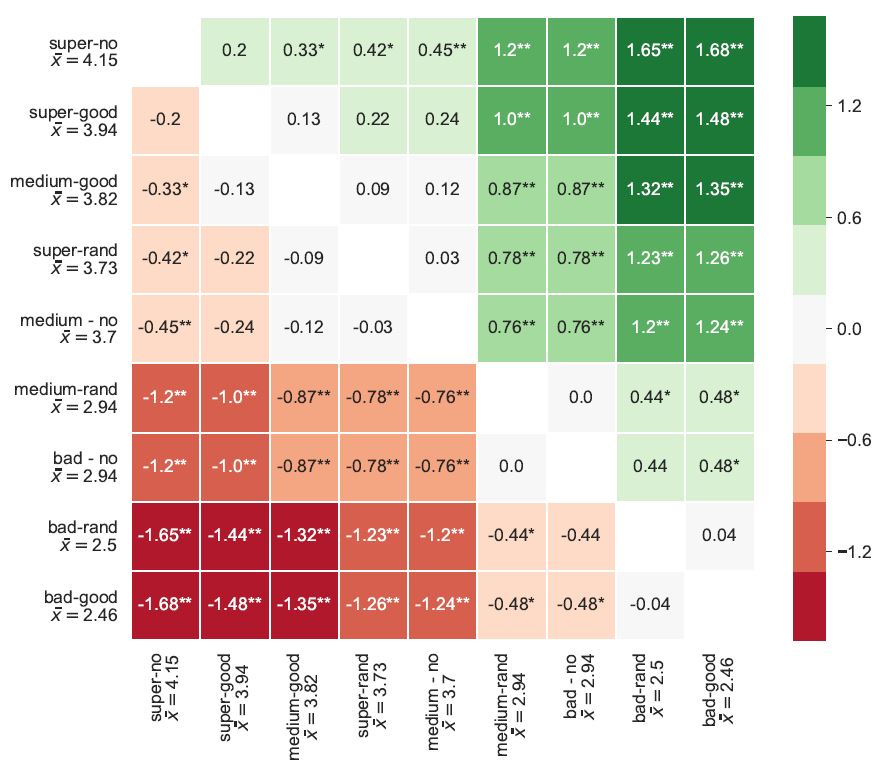 super-no
x̄ = 4.15
0.2 0.33* 0.42* 0.45** 1.2** 1.2** 1.65** 1.68**
super-good
x̄ = 3.94
-0.2 0.13 0.22 0.24 1.0** 1.0** 1.44** 1.48**
medium-good
x̄ = 3.82
-0.33* -0.13 0.09 0.12 0.87** 0.87** 1.32** 1.35**
super-rand
x̄ = 3.73
-0.42* -0.22 -0.09 0.03 0.78** 0.78** 1.23** 1.26**
medium - no
x̄ = 3.7
-0.45** -0.24 -0.12 -0.03 0.76** 0.76** 1.2** 1.24**
medium-rand
x̄ = 2.94
-1.2** -1.0** -0.87** -0.78** -0.76** 0.0 0.44* 0.48*
bad - no
x̄ = 2.94
-1.2** -1.0** -0.87** -0.78** -0.76** 0.0 0.44 0.48*
bad-rand
x̄ = 2.5
-1.65** -1.44** -1.32** -1.23** -1.2** -0.44* -0.44 0.04
bad-good
x̄ = 2.46
-1.68** -1.48** -1.35** -1.26** -1.24** -0.48* -0.48* -0.04
super-no
x̄ = 4.15
super-good
x̄ = 3.94
medium-good
x̄ = 3.82
super-rand
x̄ = 3.73
medium - no
x̄ = 3.7
medium-rand
x̄ = 2.94
bad - no
x̄ = 2.94
bad-rand
x̄ = 2.5
bad-good
x̄ = 2.46
1.2
0.6
0.0
−0.6
−1.2